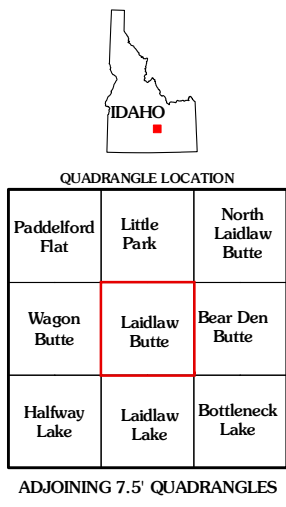 IDAHO
QUADRANGLE LOCATION
Paddelford
Flat
Little
Park
North
Laidlaw
Butte
Wagon
Butte
Laidlaw
Butte
Bear Den
Butte
Halfway
Lake
Laidlaw
Lake
Bottleneck
Lake
ADJOINING 7.5' QUADRANGLES